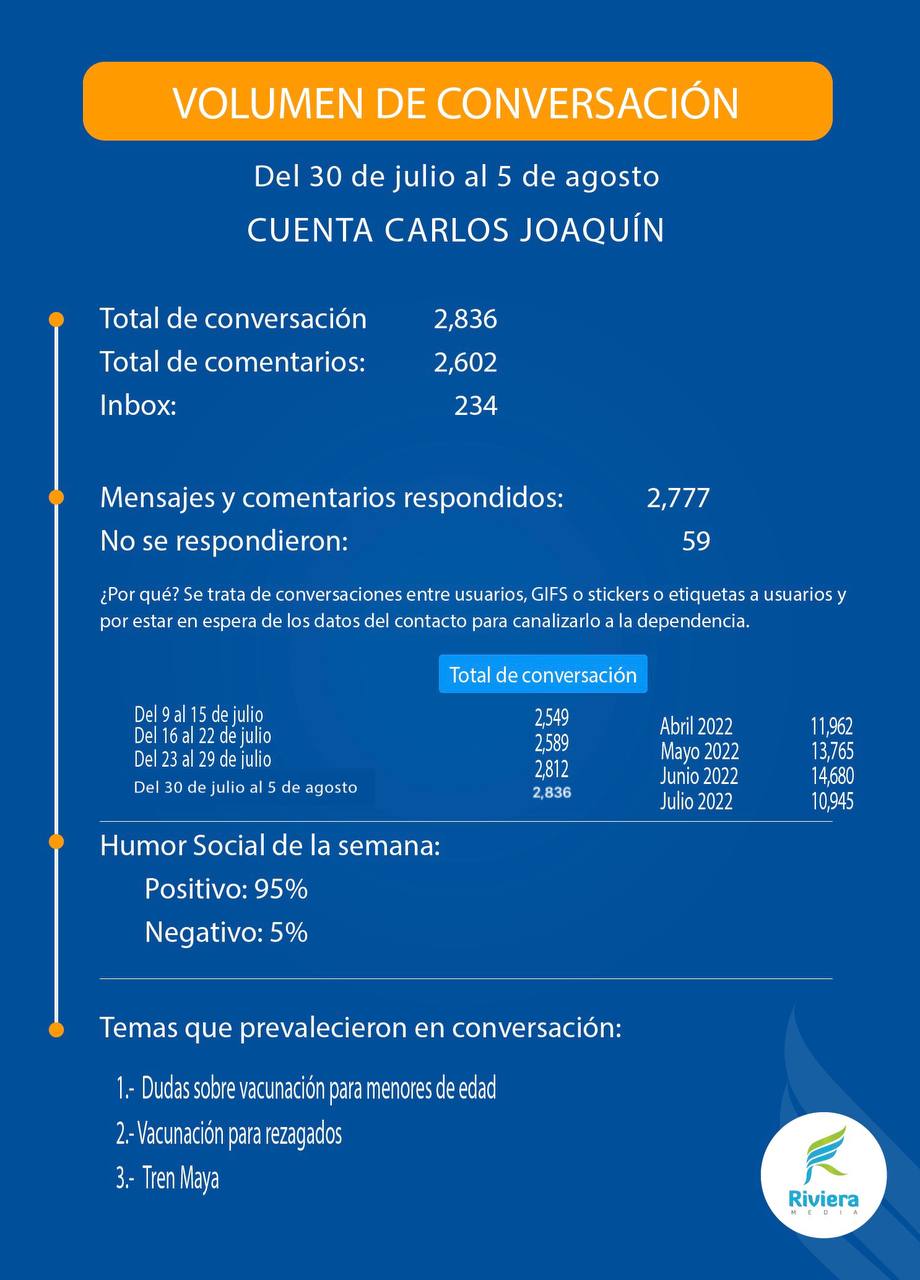 VOLUMEN DE CONVERSACIÓN
Del 30 de julio al 5 de agosto
CUENTA CARLOS JOAQUÍN
Total de conversación 2,836
Total de comentarios: 2,602
Inbox: 234
Mensajes y comentarios respondidos: 2,777
No se respondieron: 59
¿Por qué? Se trata de conversaciones entre usuarios, GIFS o stickers o etiquetas a usuarios y
por estar en espera de los datos del contacto para canalizarlo a la dependencia.
Total de conversación
Del 9 al 15 de julio 2,549
Del 16 al 22 de julio 2,589
Del 23 al 29 de julio 2,812
Del 30 de julio al 5 de agosto 2,836
Abril 2022 11,962
Mayo 2022 13,765
Junio 2022 14,680
Julio 2022 10,945
Humor Social de la semana:
Positivo: 95%
Negativo: 5%
Temas que prevalecieron en conversación:
1.- Dudas sobre vacunación para menores de edad
2.- Vacunación para rezagados
3.- Tren Maya
Riviera
MEDIA